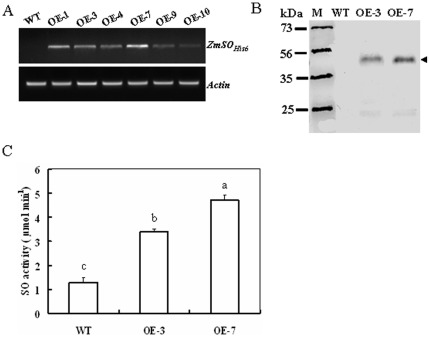 A
WT OE-1 OE-3 OE-4 OE-7 OE-9 OE-10
ZmSOHis6
Actin
B
kDa M WT OE-3 OE-7
73
56
35
25
C
SO activity ( μmol min-1)
6
5
4
3
2
1
0
c
b
a
WT OE-3 OE-7